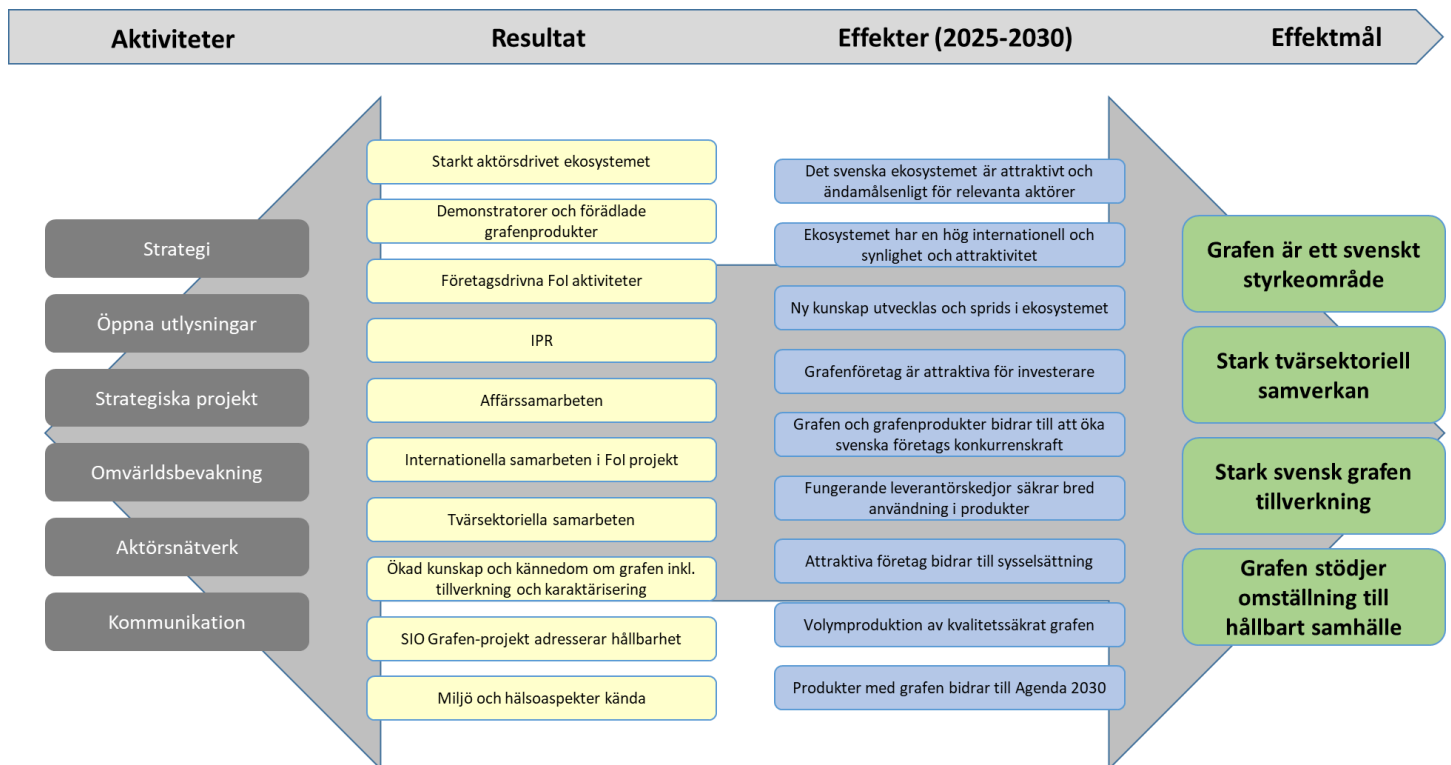 Aktiviteter
Resultat
Effekter (2025-2030)
Effektmål
Strategi
Öppna utlysningar
Strategiska projekt
Omvärldsbevakning
Aktörsnätverk
Kommunikation
Starkt aktörsdrivet ekosystemet
Demonstratorer och förädlade
grafenprodukter
Företagsdrivna FoI aktiviteter
IPR
Affärssamarbeten
Internationella samarbeten i FoI projekt
Tvärsektoriella samarbeten
Ökad kunskap och kännedom om grafen inkl.
tillverkning och karaktärisering
SIO Grafen-projekt adresserar hållbarhet
Miljö och hälsoaspekter kända
Det svenska ekosystemet är attraktivt och
ändamålsenligt för relevanta aktörer
Ekosystemet har en hög internationell och
synlighet och attraktivitet
Ny kunskap utvecklas och sprids i ekosystemet
Grafenföretag är attraktiva för investerare
Grafen och grafenprodukter bidrar till att öka
svenska företags konkurrenskraft
Fungerande leverantörskedjor säkrar bred
användning i produkter
Attraktiva företag bidrar till sysselsättning
Volymproduktion av kvalitetssäkrat grafen
Produkter med grafen bidrar till Agenda 2030
Grafen är ett svenskt
styrkeområde
Stark tvärsektoriell
samverkan
Stark svensk grafen
tillverkning
Grafen stödjer
omställning till
hållbart samhälle